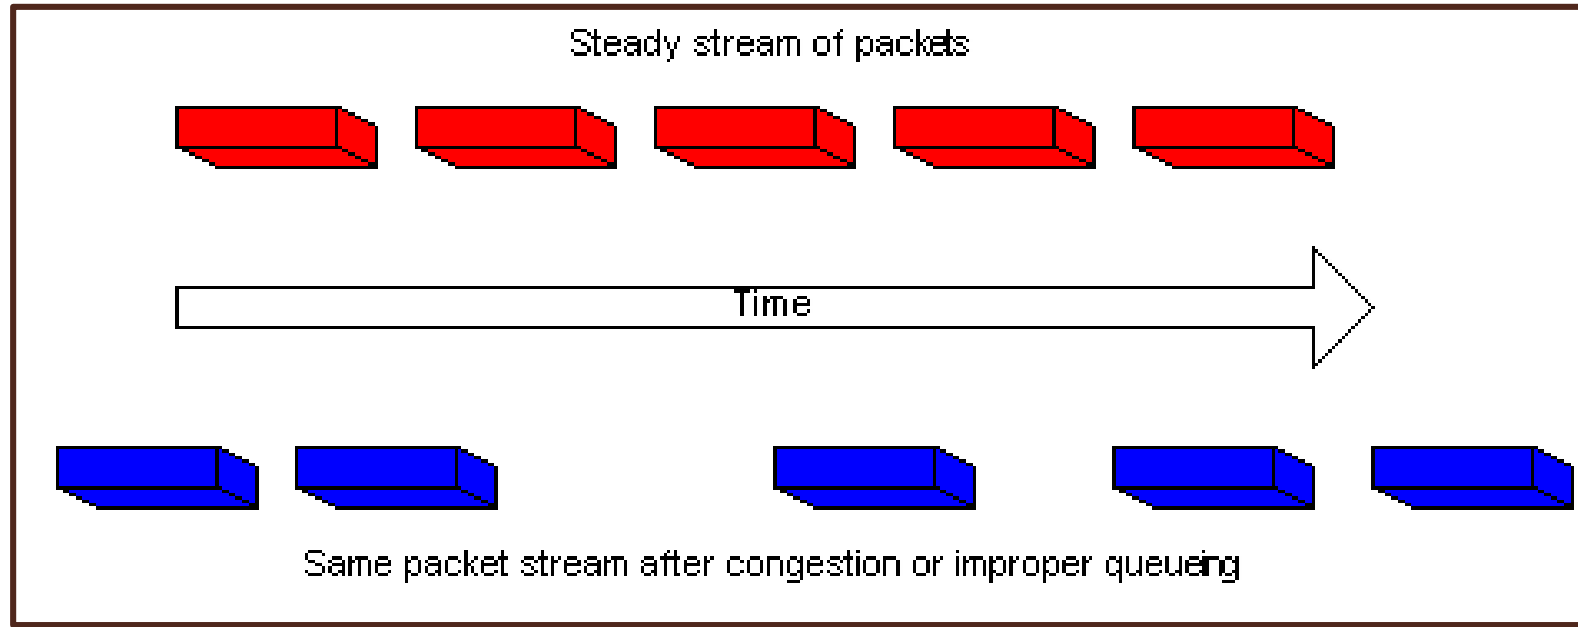 Steady stream of packets
Time
Same packet stream after congestion or improper queueing